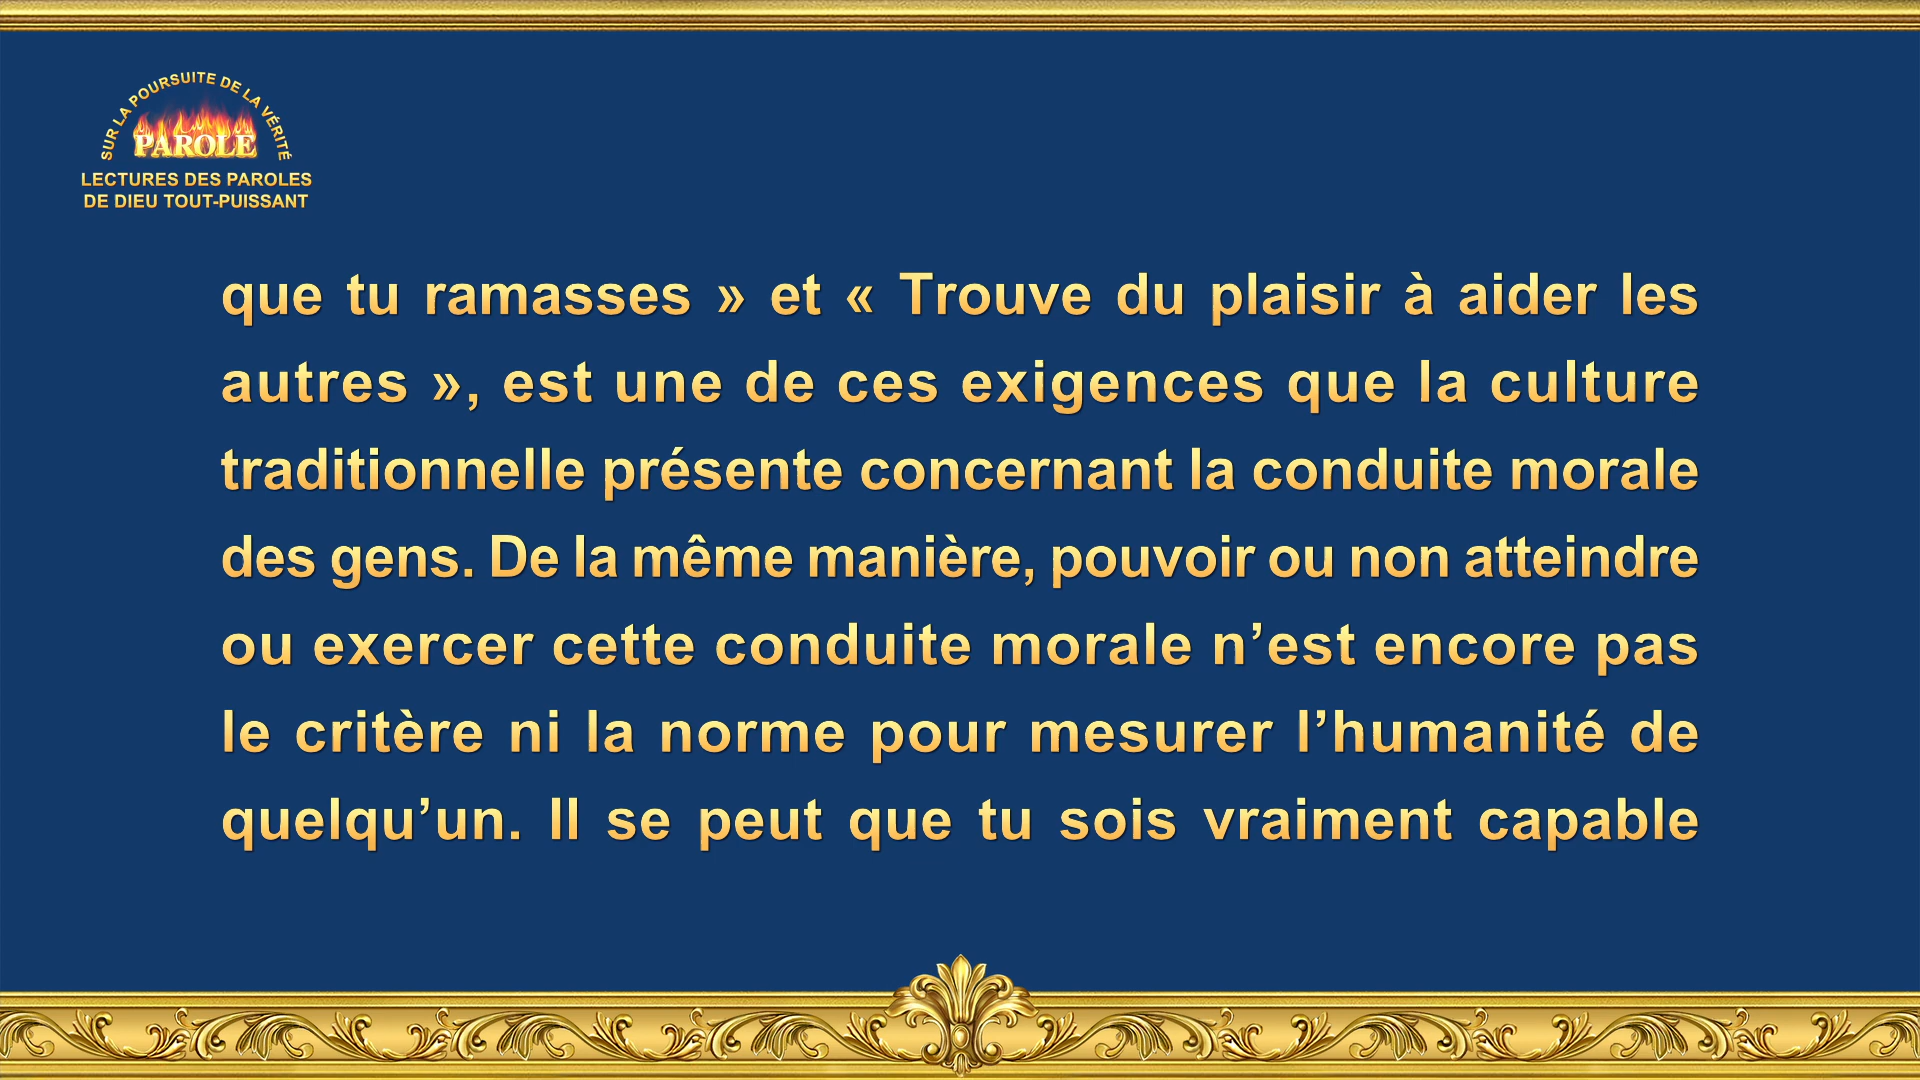 SUR LA POURSUITE DE LA VÉRITÉ
PAROLE
LECTURES DES PAROLES
DE DIEU TOUT-PUISSANT
que tu ramasses » et « Trouve du plaisir à aider les
autres », est une de ces exigences que la culture
traditionnelle présente concernant la conduite morale
des gens. De la même manière, pouvoir ou non atteindre
ou exercer cette conduite morale n’est encore pas
le critère ni la norme pour mesurer l’humanité de
quelqu’un. Il se peut que tu sois vraiment capable